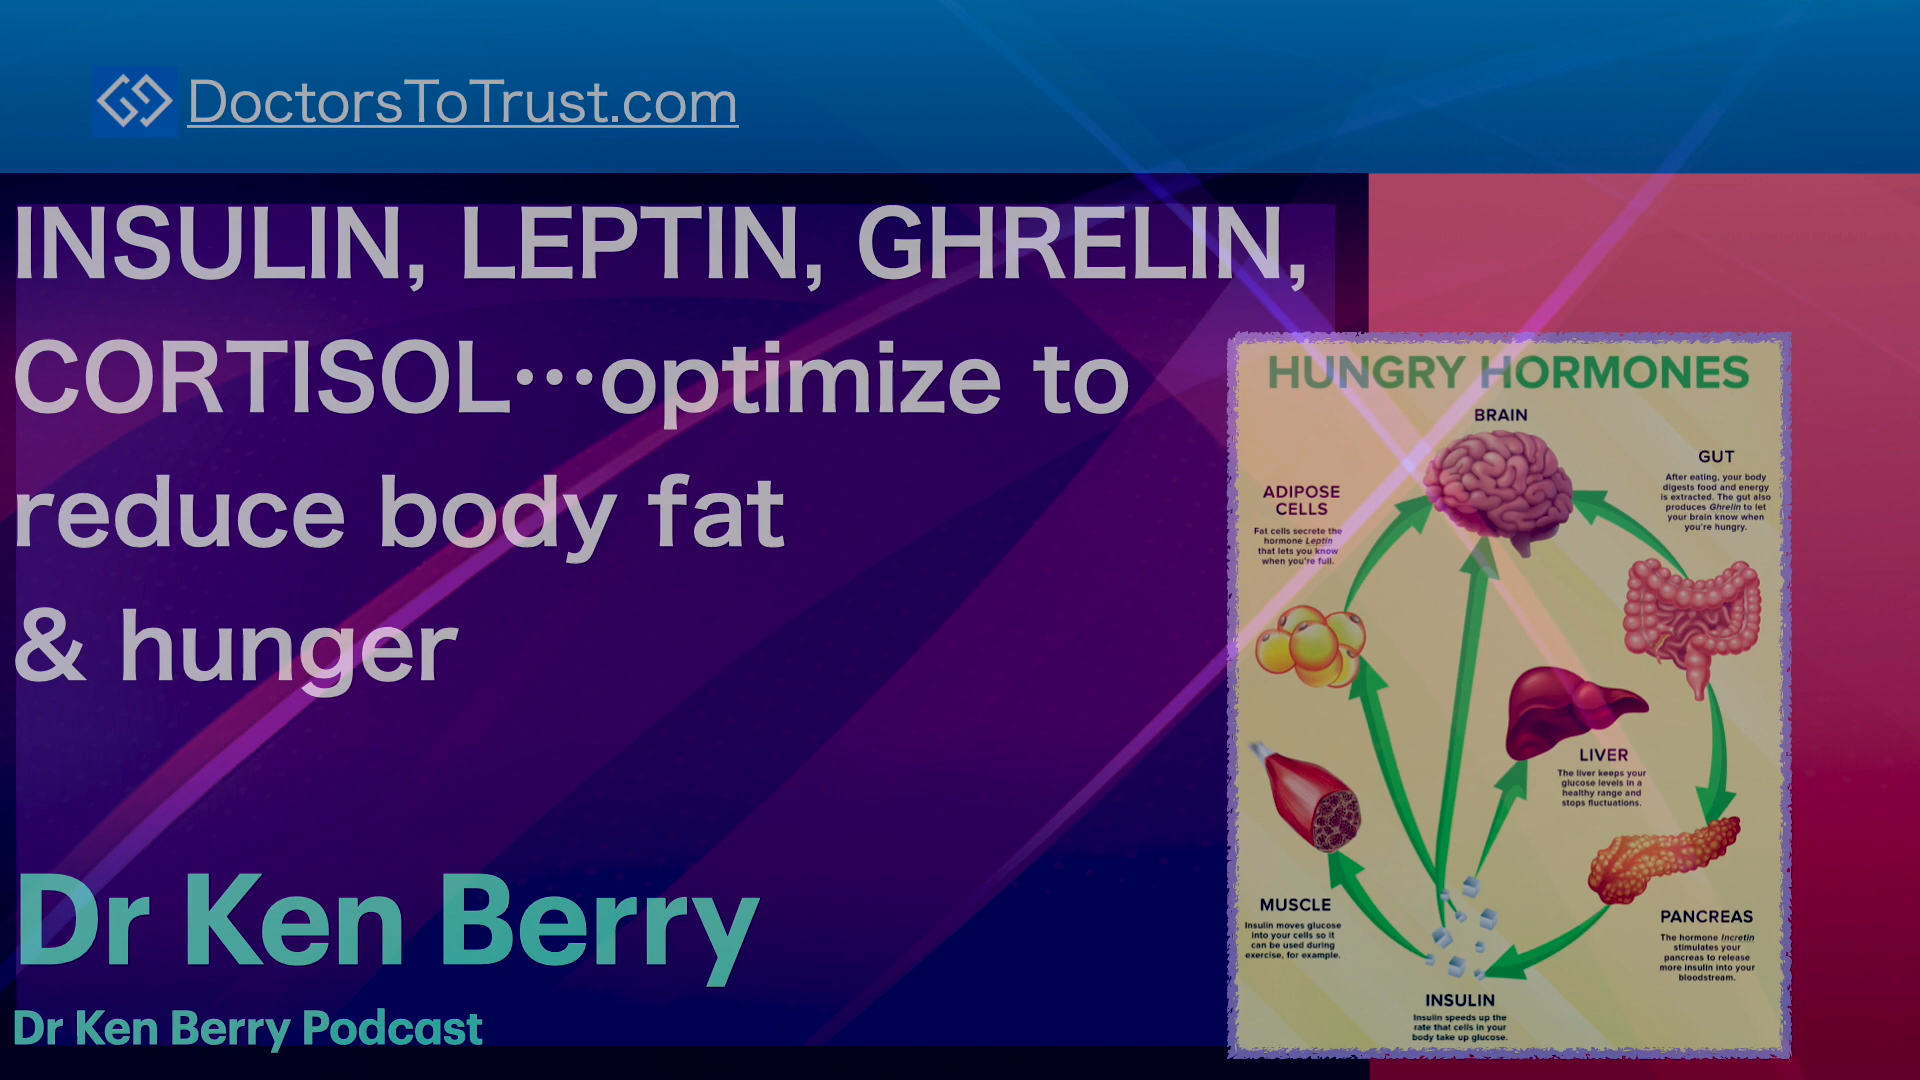 DoctorsToTrust.com
INSULIN, LEPTIN, GHRELIN,
CORTISOL···optimize to
reduce body fat
& hunger
Dr Ken Berry
Dr Ken Berry Podcast
HUNGRY HORMONES
BRAIN
GUT
After eating, your body
digests food and energy
is extracted. The gut also
produces Ghrelin to let
your brain know when
you're hungry.
ADIPOSE
CELLS
Fat cells secrete the
hormone Leptin
that lets you know
when you're full.
LIVER
The liver keeps your
glucose levels in a
healthy range and
stops fluctuations.
MUSCLE
Insulin moves glucose
into your cells so it
can be used during
exercise, for example.
PANCREAS
The hormone Incretin
stimulates your
pancreas to release
more insulin into your
bloodstream.
INSULIN
Insulin speeds up the
rate that cells in your
body take up glucose.